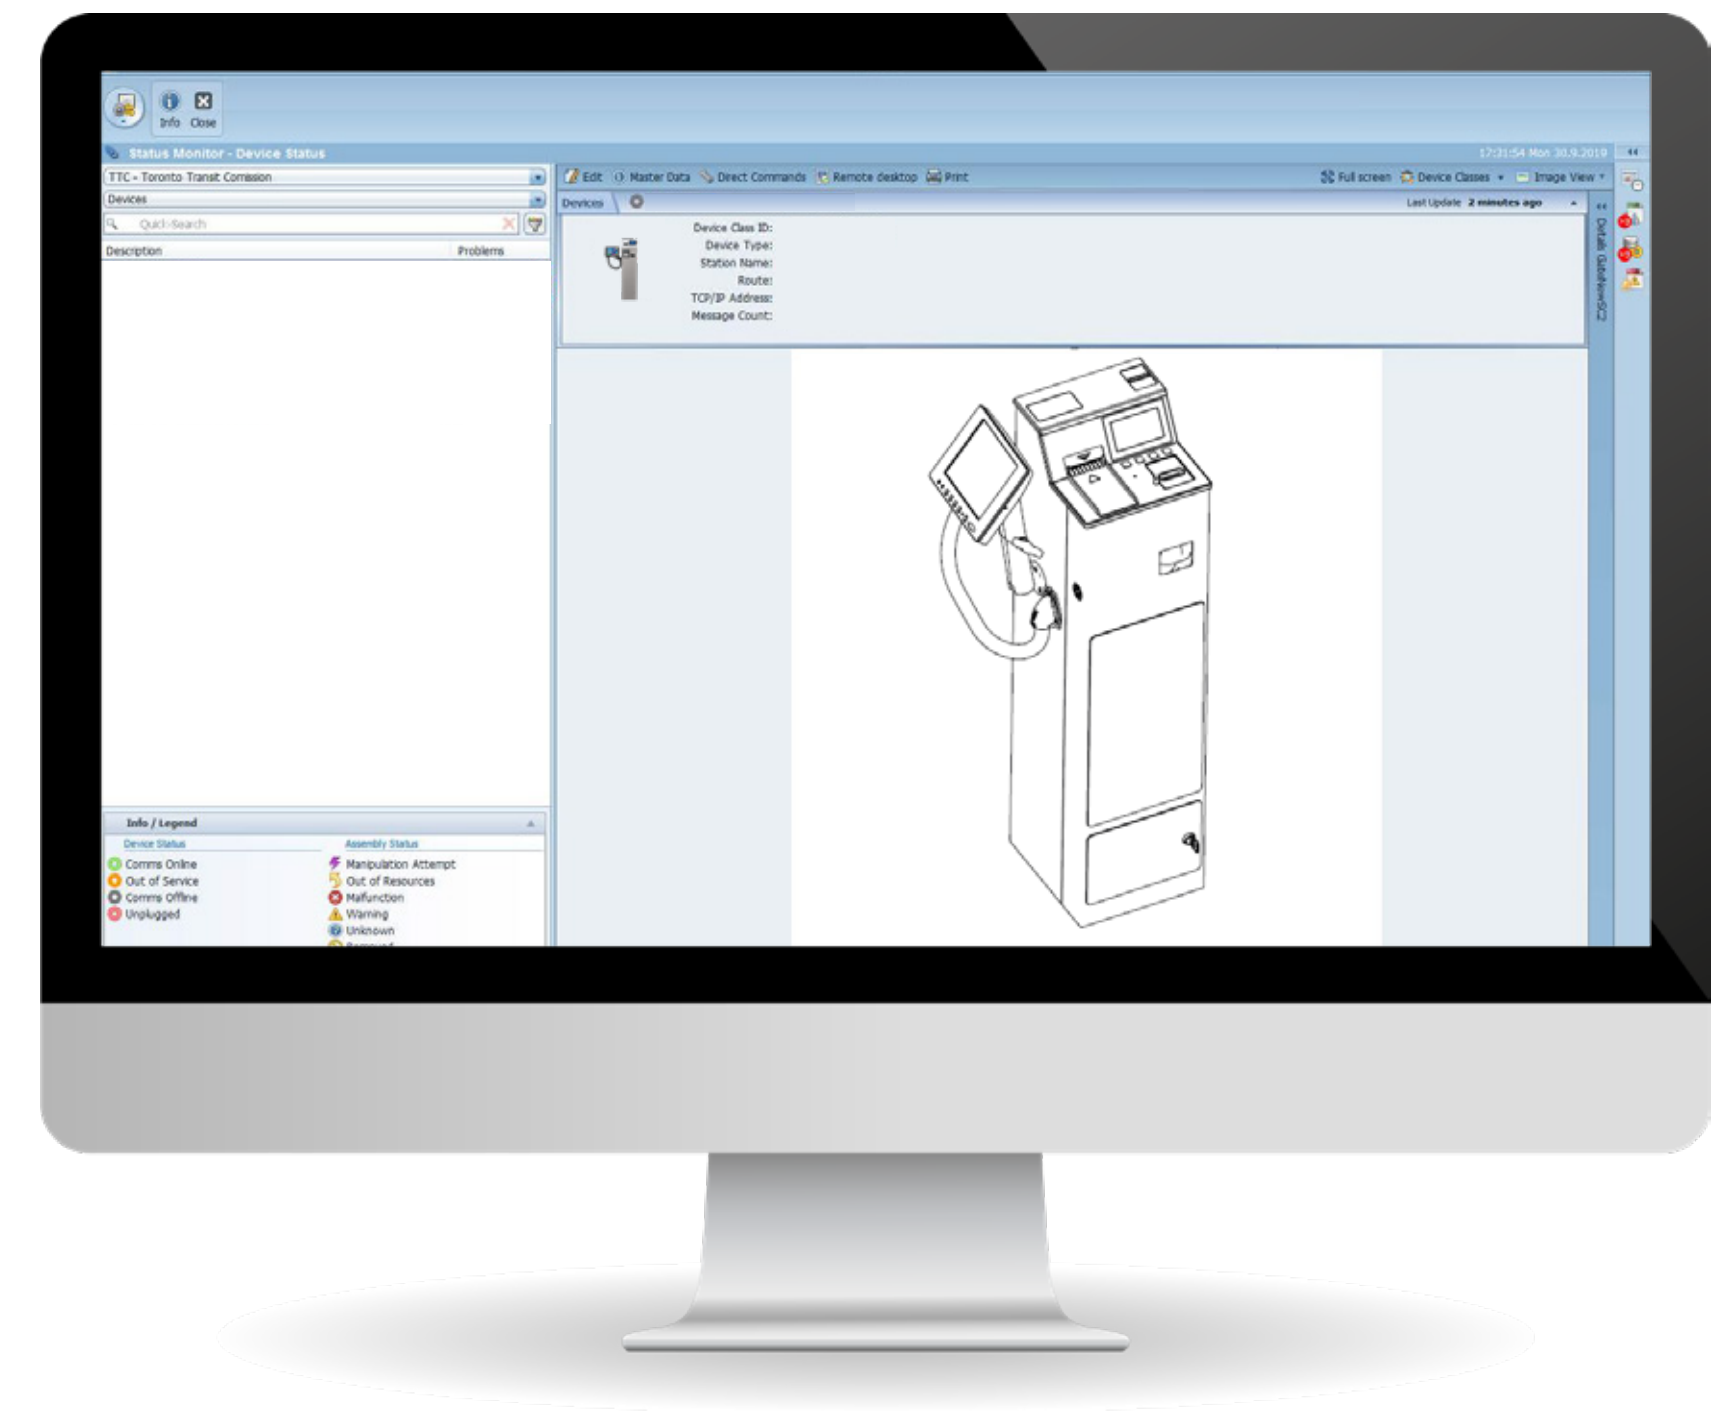 Info Close
Status Monitor - Device Status
17:31:54 Mon 30.9.2019
TTC - Toronto Transit Comission
Devices
Quick-Search
Description Problems
Edit Master Data Direct Commands Remote desktop Print
Full screen Device Classes Image View
Devices
Last Update 2 minutes ago
Device Class ID:
Device Type:
Station Name:
Route:
TCP/IP Address:
Message Count:
Details
Info / Legend
Device Status
Comms Online
Out of Service
Comms Offline
Unplugged
Assembly Status
Manipulation Attempt
Out of Resources
Malfunction
Warning
Unknown